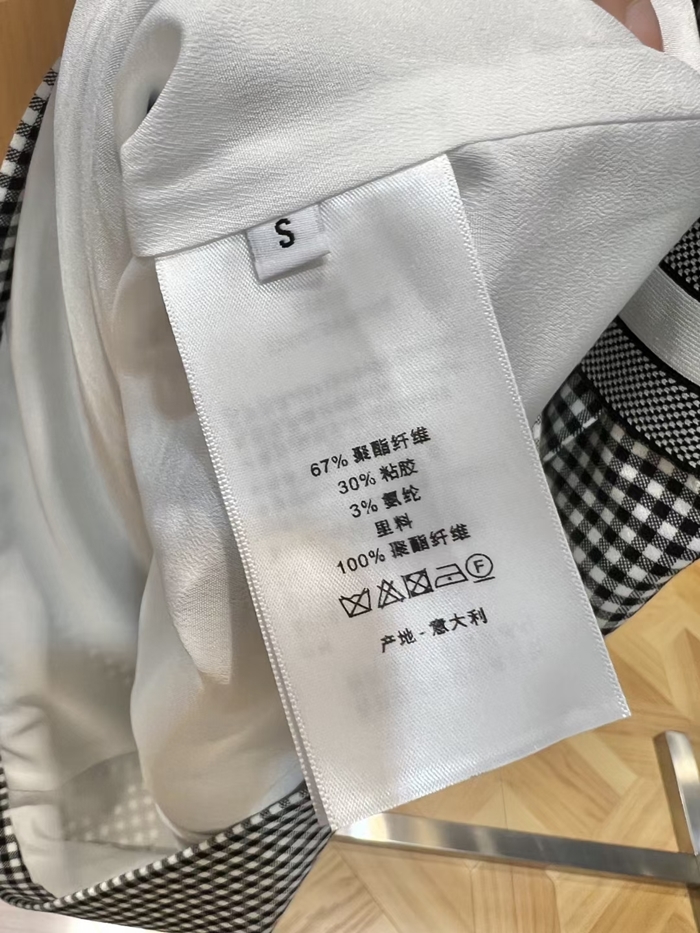 S
67% 聚酯纤维
30% 粘胶
3% 氨纶
里料
100% 聚酯纤维
F
产地 - 意大利